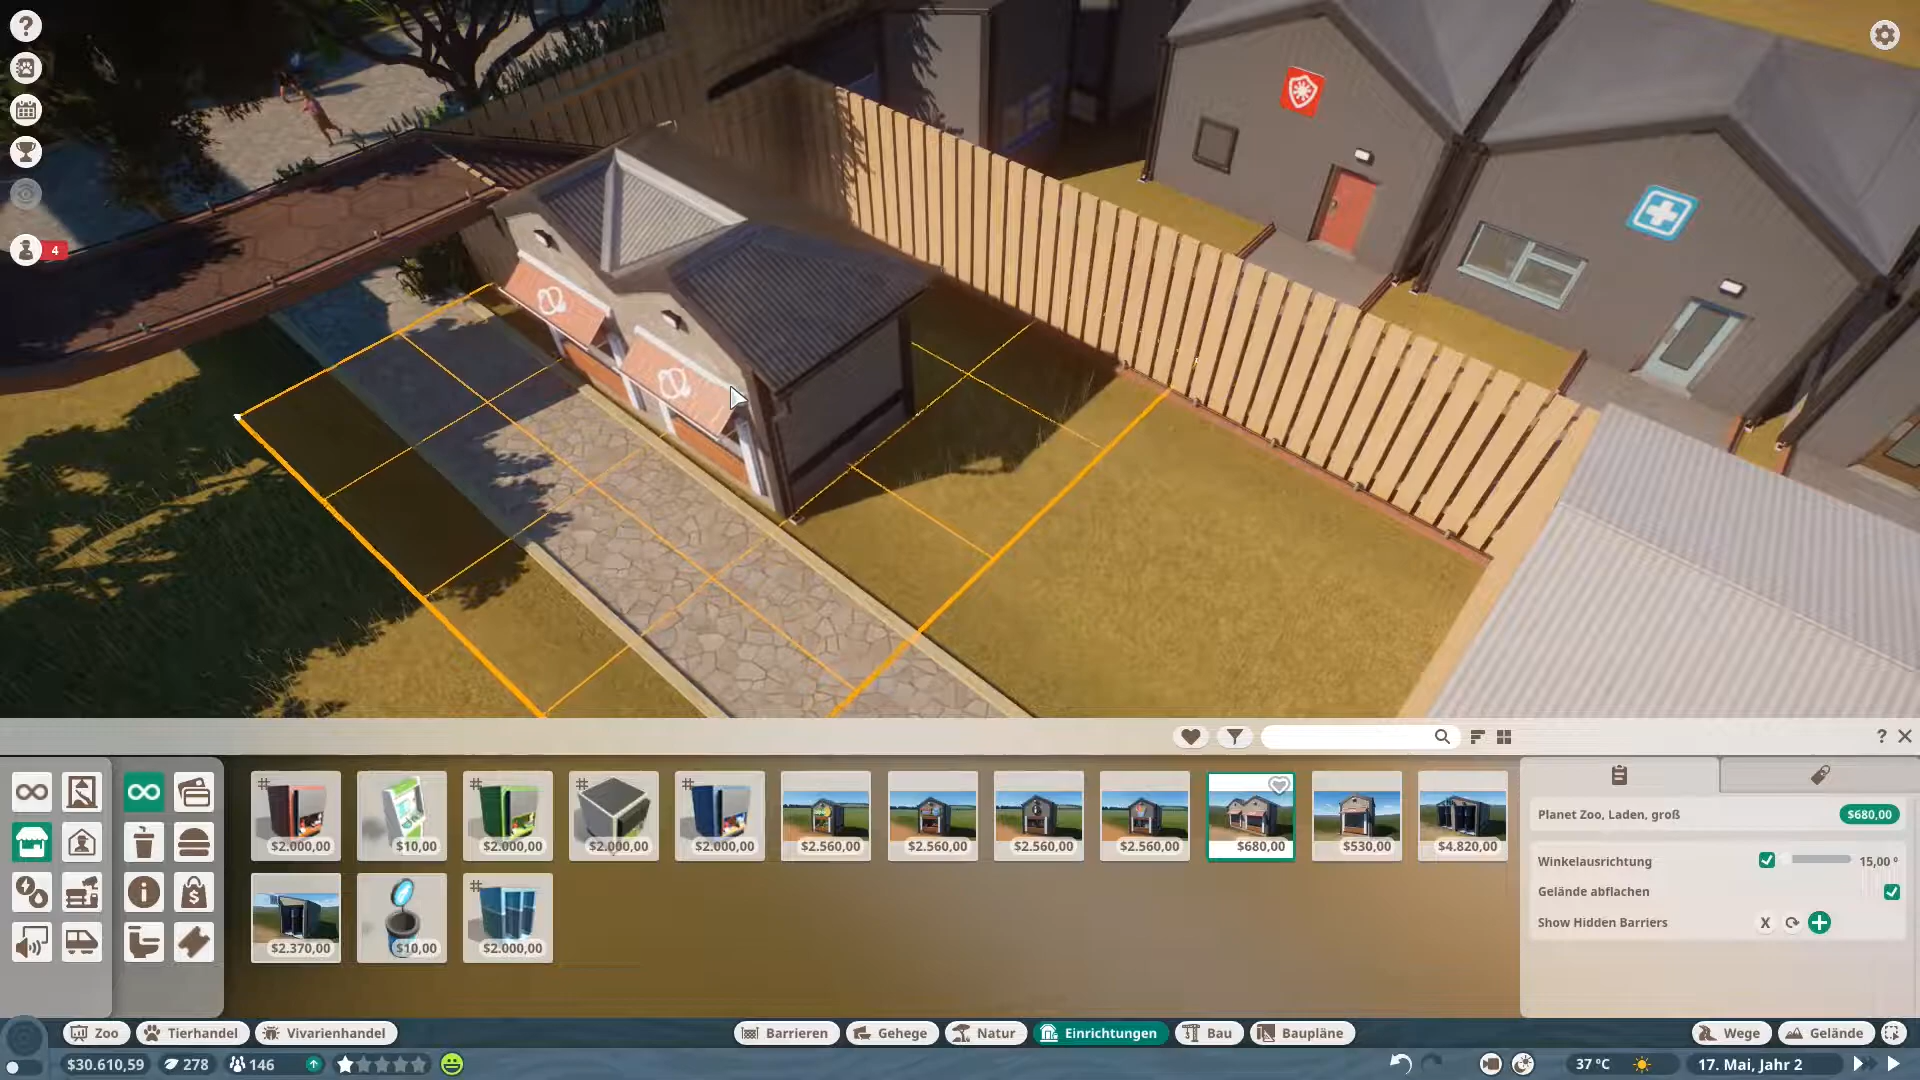 ?
4
?
$2.000,00
$10,00
$2.000,00
$2.000,00
$2.000,00
$2.560,00
$2.560,00
$2.560,00
$2.560,00
$680,00
$530,00
$4.820,00
$2.370,00
$10,00
$2.000,00
Planet Zoo, Laden, groß
$680,00
Winkelausrichtung
15,00 °
Gelände abflachen
Show Hidden Barriers
X
Zoo
Tierhandel
Vivarienhandel
Barrieren
Gehege
Natur
Einrichtungen
Bau
Baupläne
Wege
Gelände
$30.610,59
278
146
37 °C
17. Mai, Jahr 2